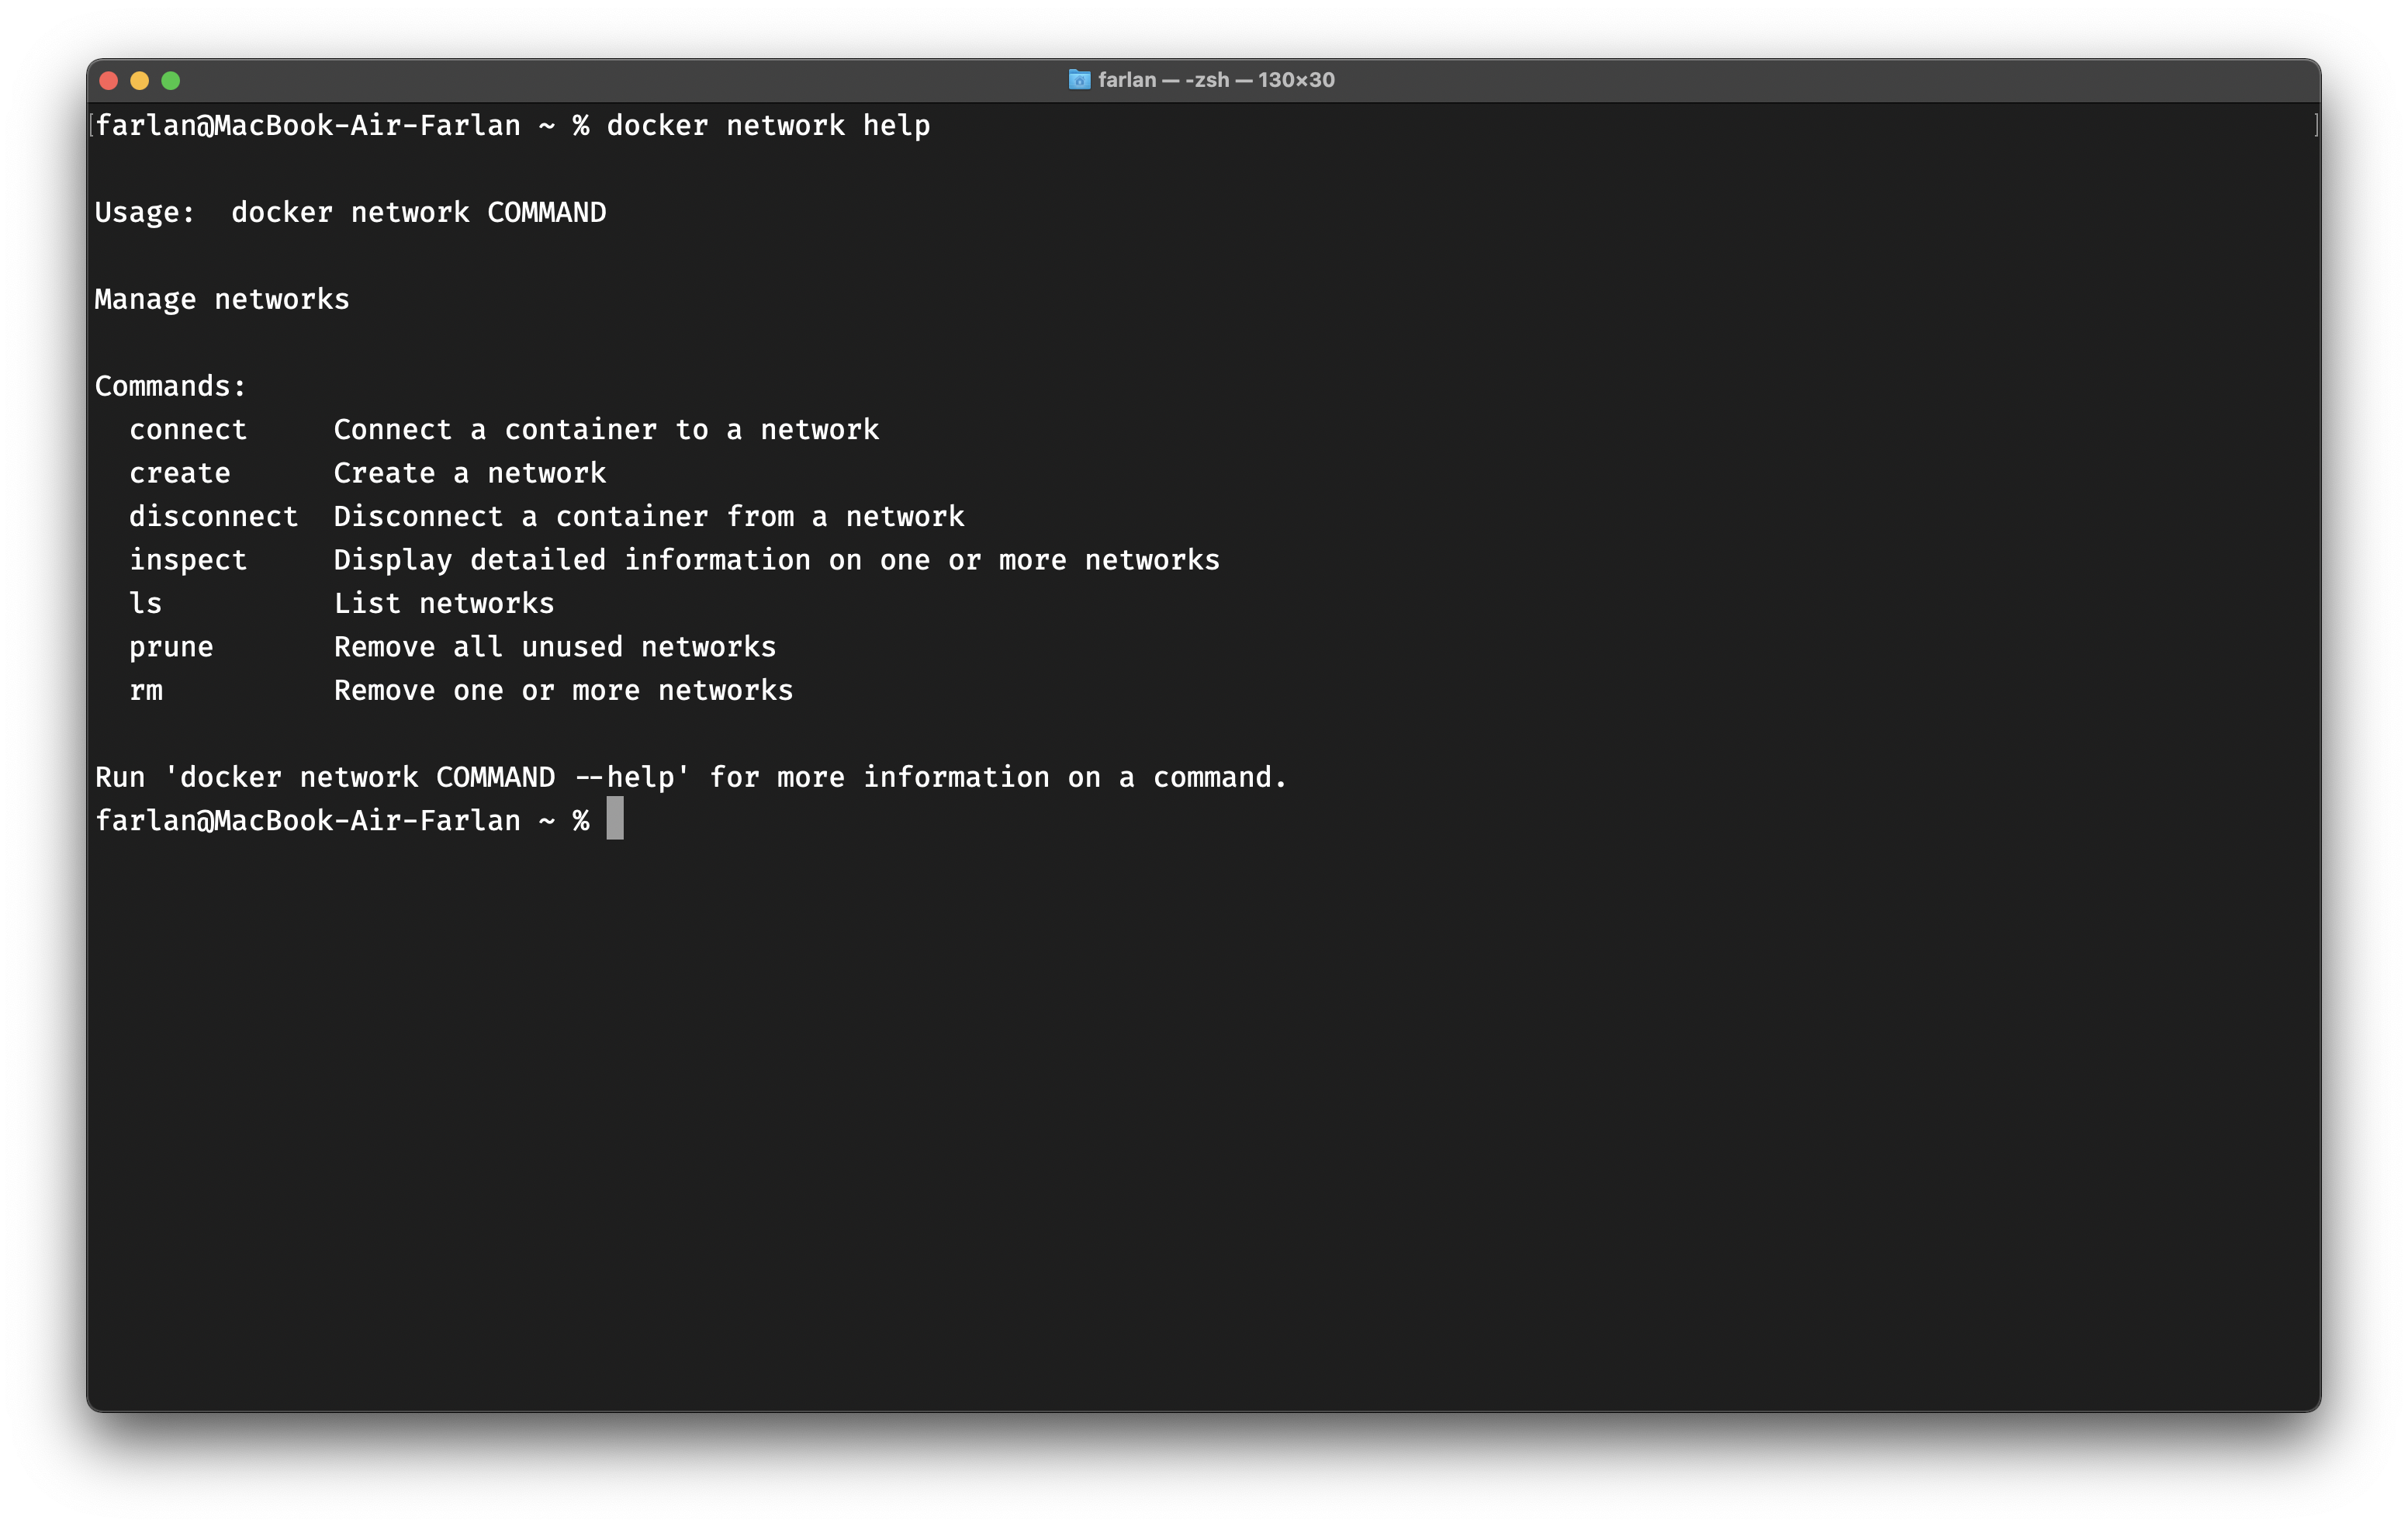 farlan — -zsh — 130×30
farlan@MacBook-Air-Farlan ~ % docker network help
Usage:  docker network COMMAND
Manage networks
Commands:
  connect     Connect a container to a network
  create      Create a network
  disconnect  Disconnect a container from a network
  inspect     Display detailed information on one or more networks
  ls          List networks
  prune       Remove all unused networks
  rm          Remove one or more networks
Run 'docker network COMMAND --help' for more information on a command.
farlan@MacBook-Air-Farlan ~ %